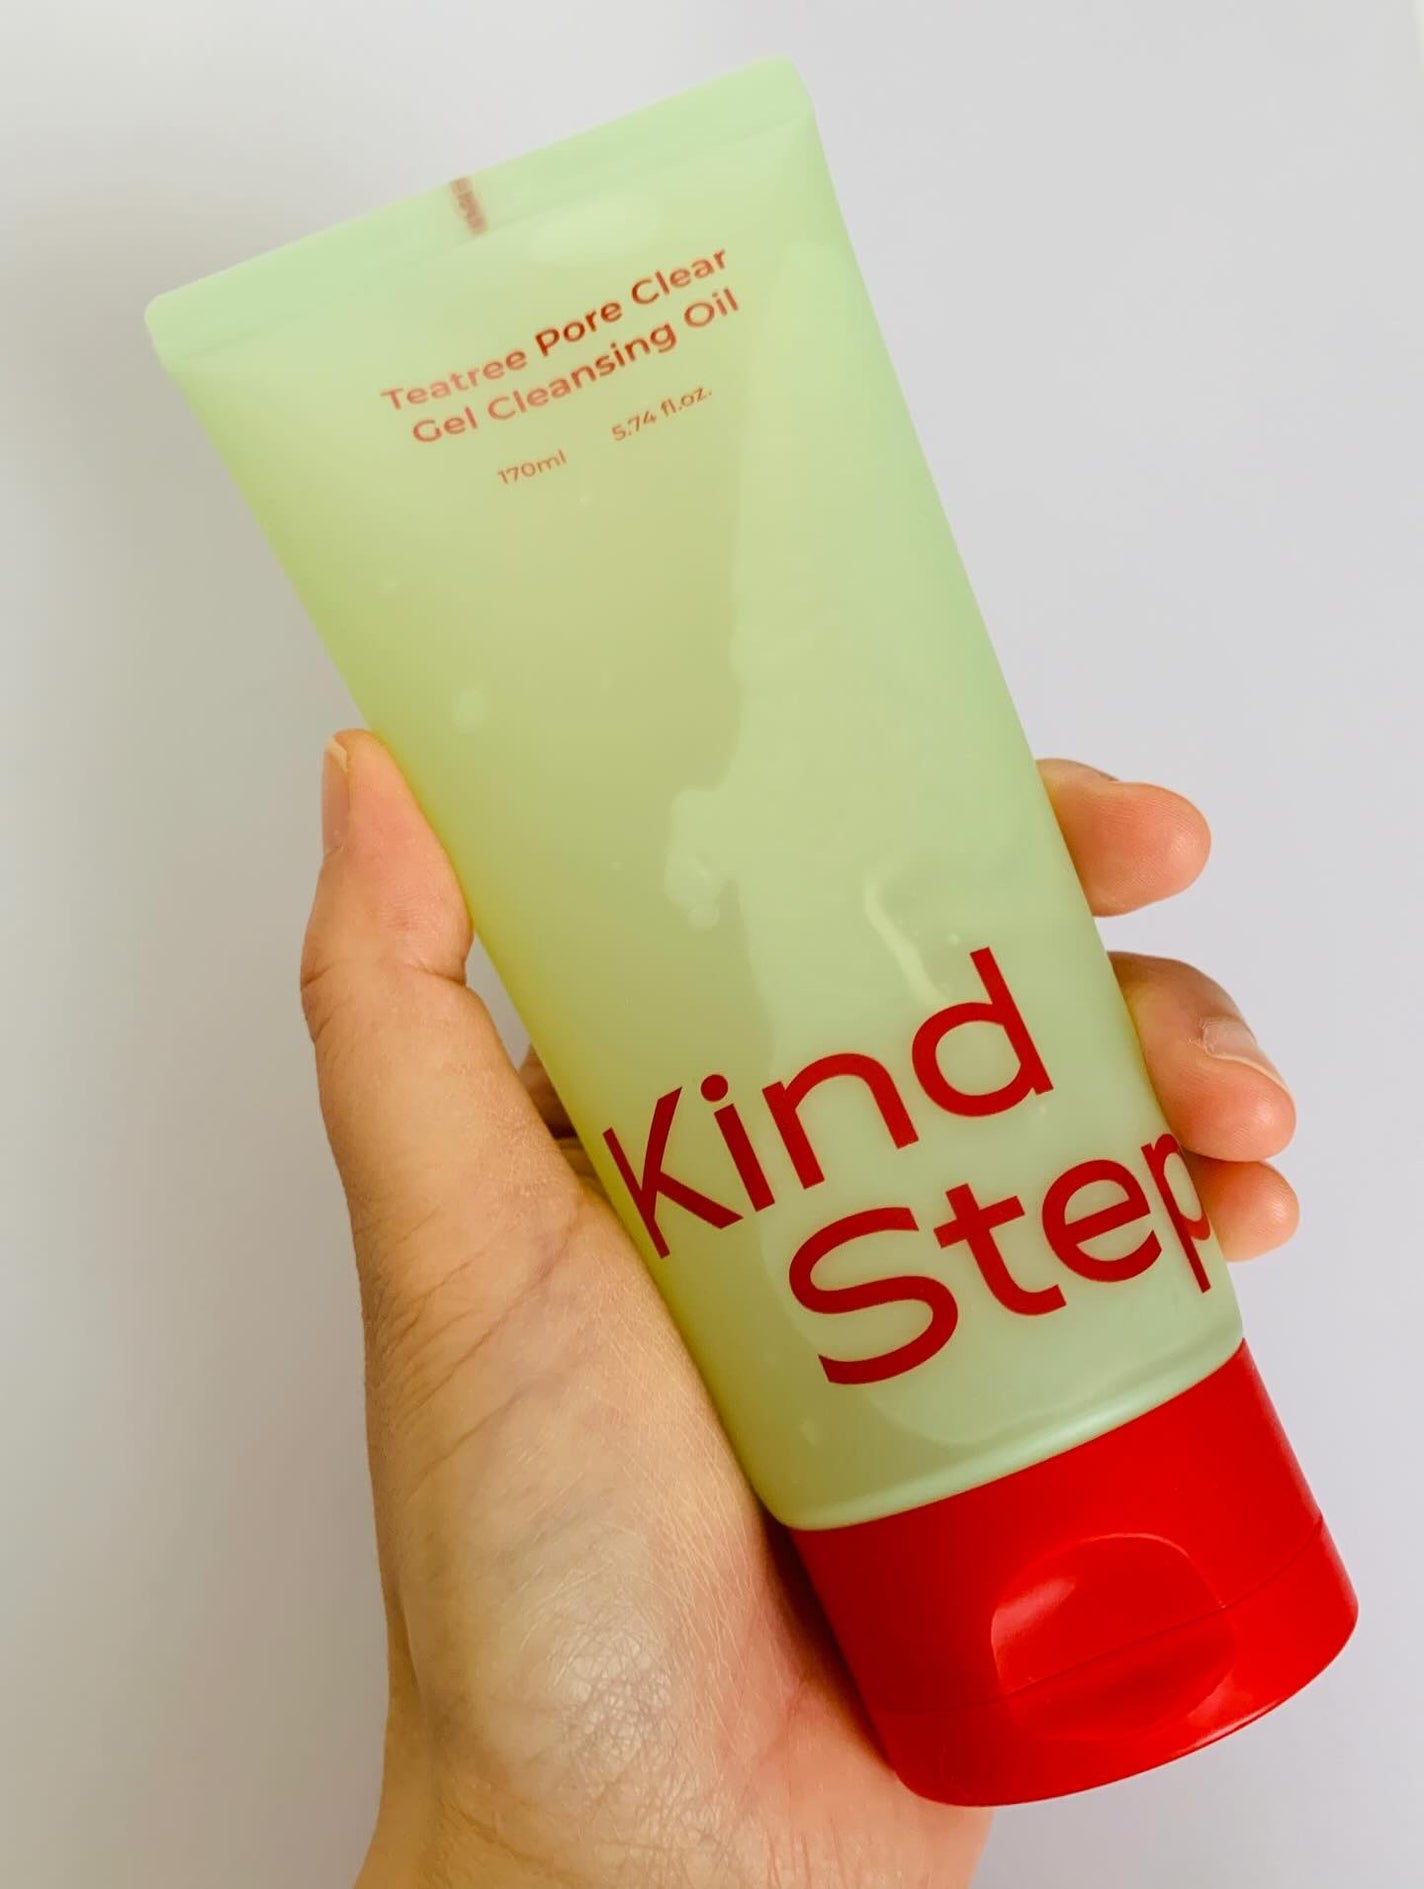 Teatree Pore Clear
Gel Cleansing Oil
170ml 5.74 fl.oz.
Kind
Step